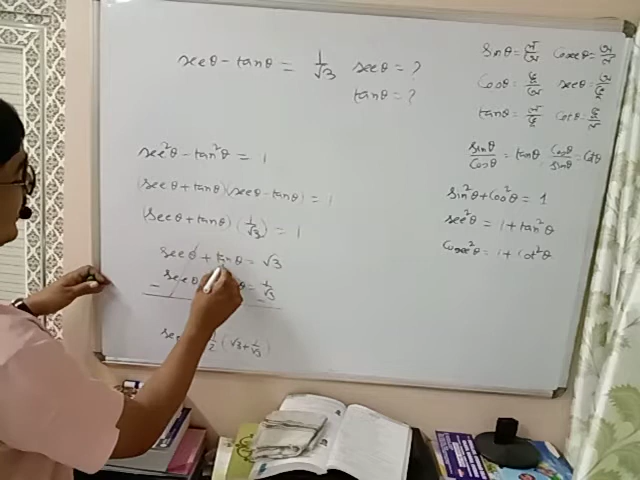 secθ - tanθ = 1/√3 secθ = ?
tanθ = ?
sec²θ - tan²θ = 1
(secθ + tanθ)(secθ - tanθ) = 1
(secθ + tanθ)(1/√3) = 1
secθ + tanθ = √3
secθ θ = 1/√3
- -
(√3 + 1/√3)
sinθ = ল/অ Cosecθ = অ/ল
Cosθ = ভ/অ secθ = অ/ভ
tanθ = ল/ভ Cotθ = ভ/ল
sinθ/Cosθ = tanθ Cosθ/sinθ = Cotθ
sin²θ + Cos²θ = 1
sec²θ = 1 + tan²θ
Cosec²θ = 1 + Cot²θ